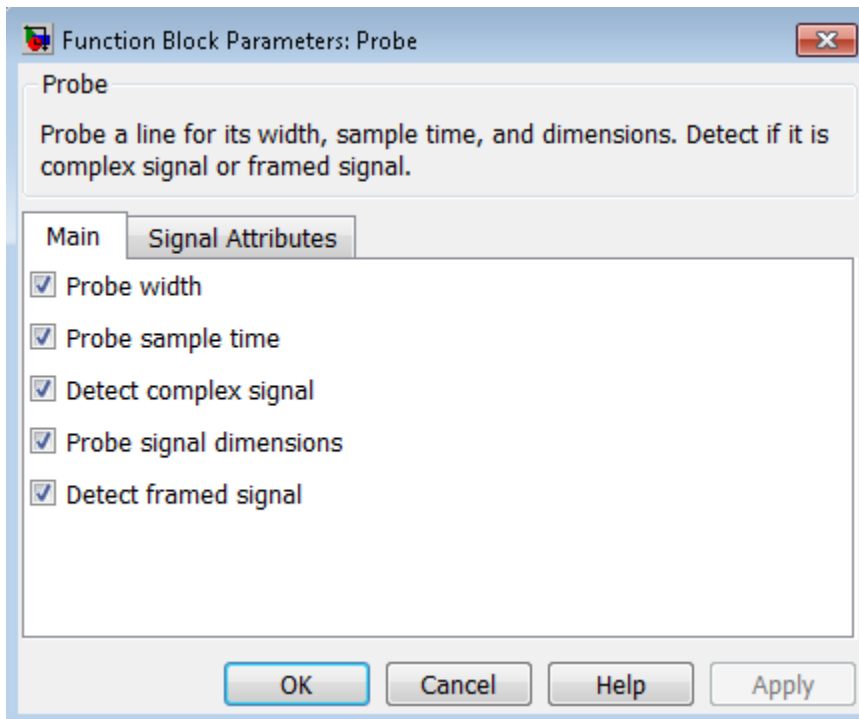 Function Block Parameters: Probe
Probe
Probe a line for its width, sample time, and dimensions. Detect if it is
complex signal or framed signal.
Main Signal Attributes
Probe width
Probe sample time
Detect complex signal
Probe signal dimensions
Detect framed signal
OK Cancel Help Apply